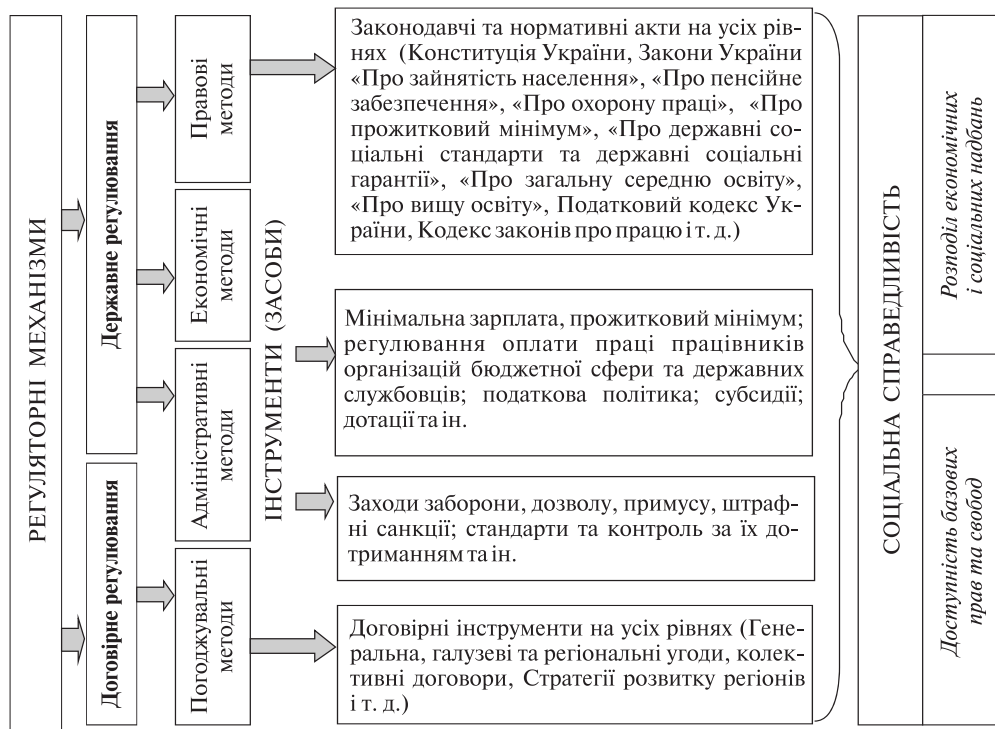 РЕГУЛЯТОРНІ МЕХАНІЗМИ
Державне регулювання
Договірне регулювання
Правові
методи
Економічні
методи
Адміністративні
методи
Погоджувальні
методи
ІНСТРУМЕНТИ (ЗАСОБИ)
Законодавчі та нормативні акти на усіх рів-
нях (Конституція України, Закони України
«Про зайнятість населення», «Про пенсійне
забезпечення», «Про охорону праці», «Про
прожитковий мінімум», «Про державні со-
ціальні стандарти та державні соціальні
гарантії», «Про загальну середню освіту»,
«Про вищу освіту», Податковий кодекс Ук-
раїни, Кодекс законів про працю і т. д.)
Мінімальна зарплата, прожитковий мінімум;
регулювання оплати праці працівників
організацій бюджетної сфери та державних
службовців; податкова політика; субсидії;
дотації та ін.
Заходи заборони, дозволу, примусу, штраф-
ні санкції; стандарти та контроль за їх до-
триманням та ін.
Договірні інструменти на усіх рівнях (Гене-
ральна, галузеві та регіональні угоди, колек-
тивні договори, Стратегії розвитку регіонів
і т. д.)
СОЦІАЛЬНА СПРАВЕДЛИВІСТЬ
Розподіл економічних
і соціальних надбань
Доступність базових
прав та свобод